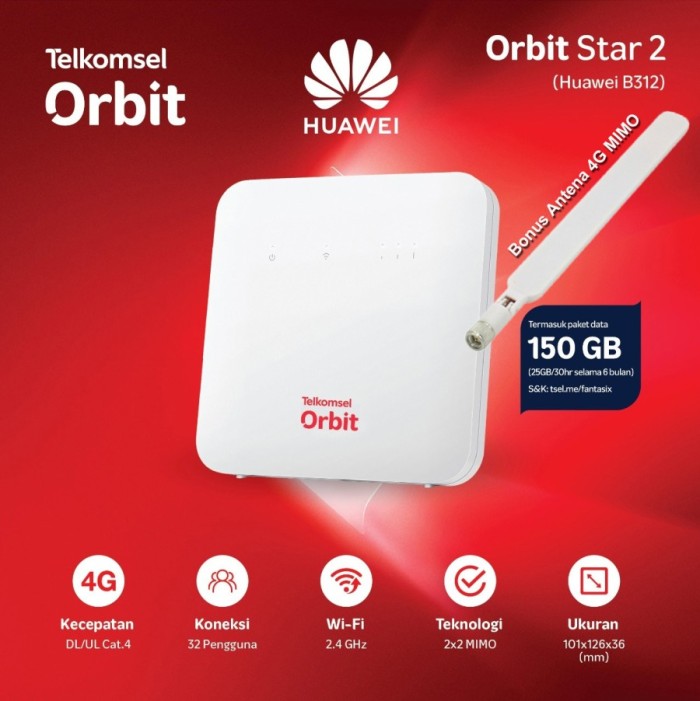 Telkomsel
Orbit
HUAWEI
Orbit Star 2
(Huawei B312)
Bonus Antena 4G MIMO
Termasuk paket data
150 GB
(25GB/30hr selama 6 bulan)
S&K: tsel.me/fantasix
Telkomsel
Orbit
4G
Kecepatan
DL/UL Cat.4
Koneksi
32 Pengguna
Wi-Fi
2.4 GHz
Teknologi
2x2 MIMO
Ukuran
101x126x36
(mm)